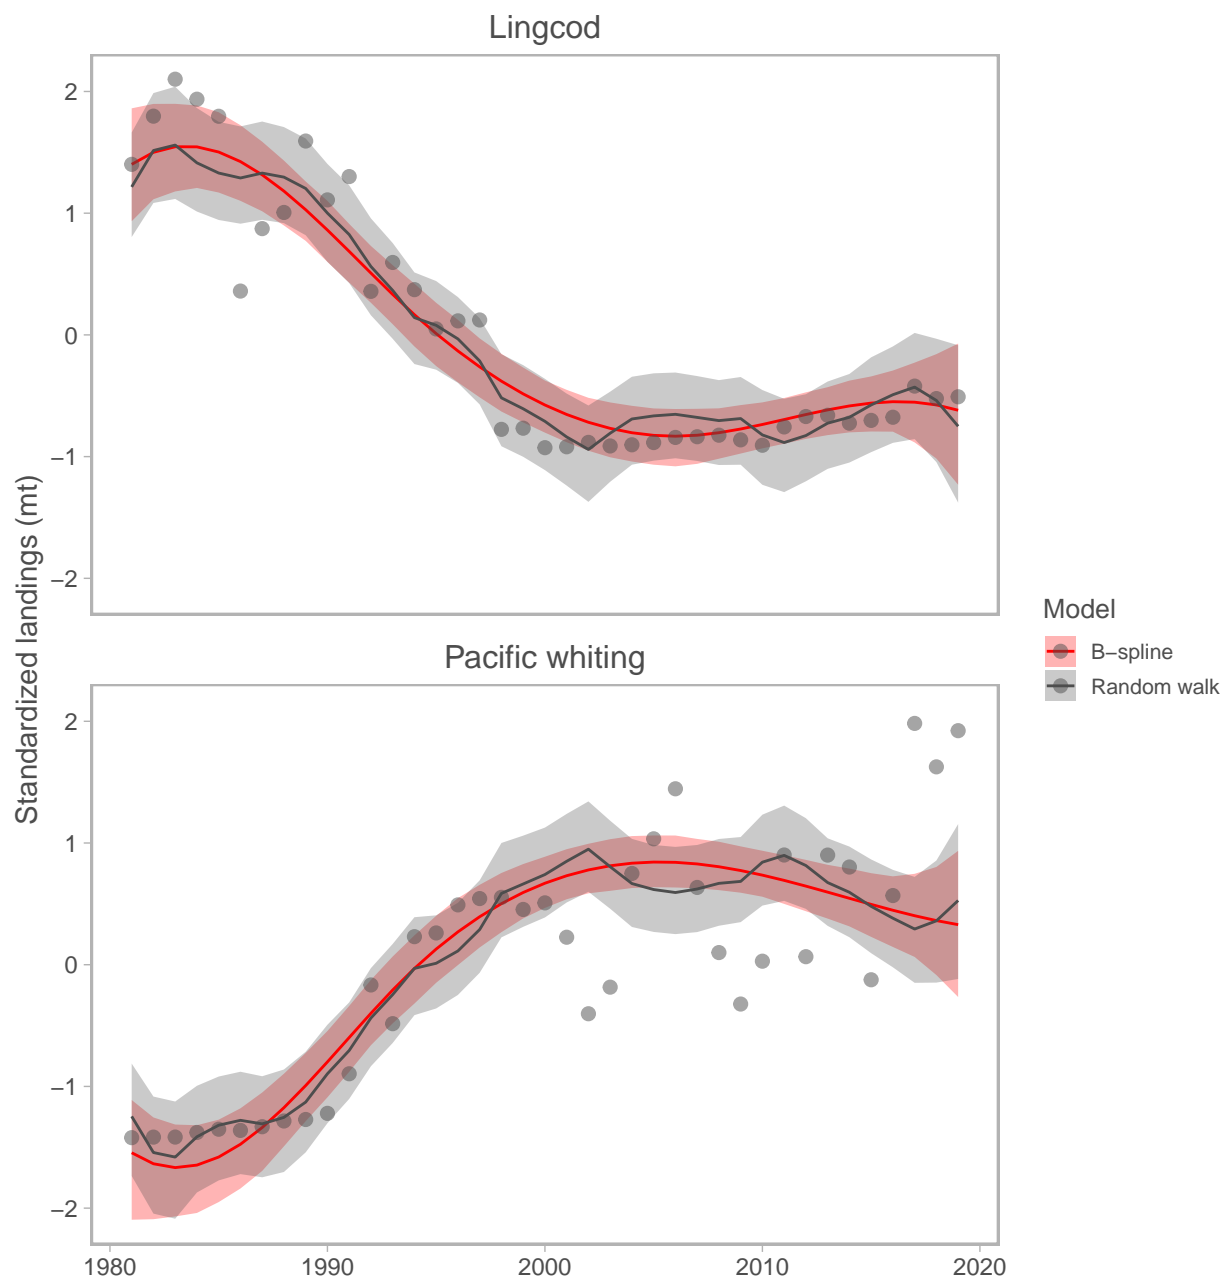 Lingcod
2
1
0
−1
−2
Standardized landings (mt)
Model
B−spline
Random walk
Pacific whiting
2
1
0
−1
−2
1980 1990 2000 2010 2020